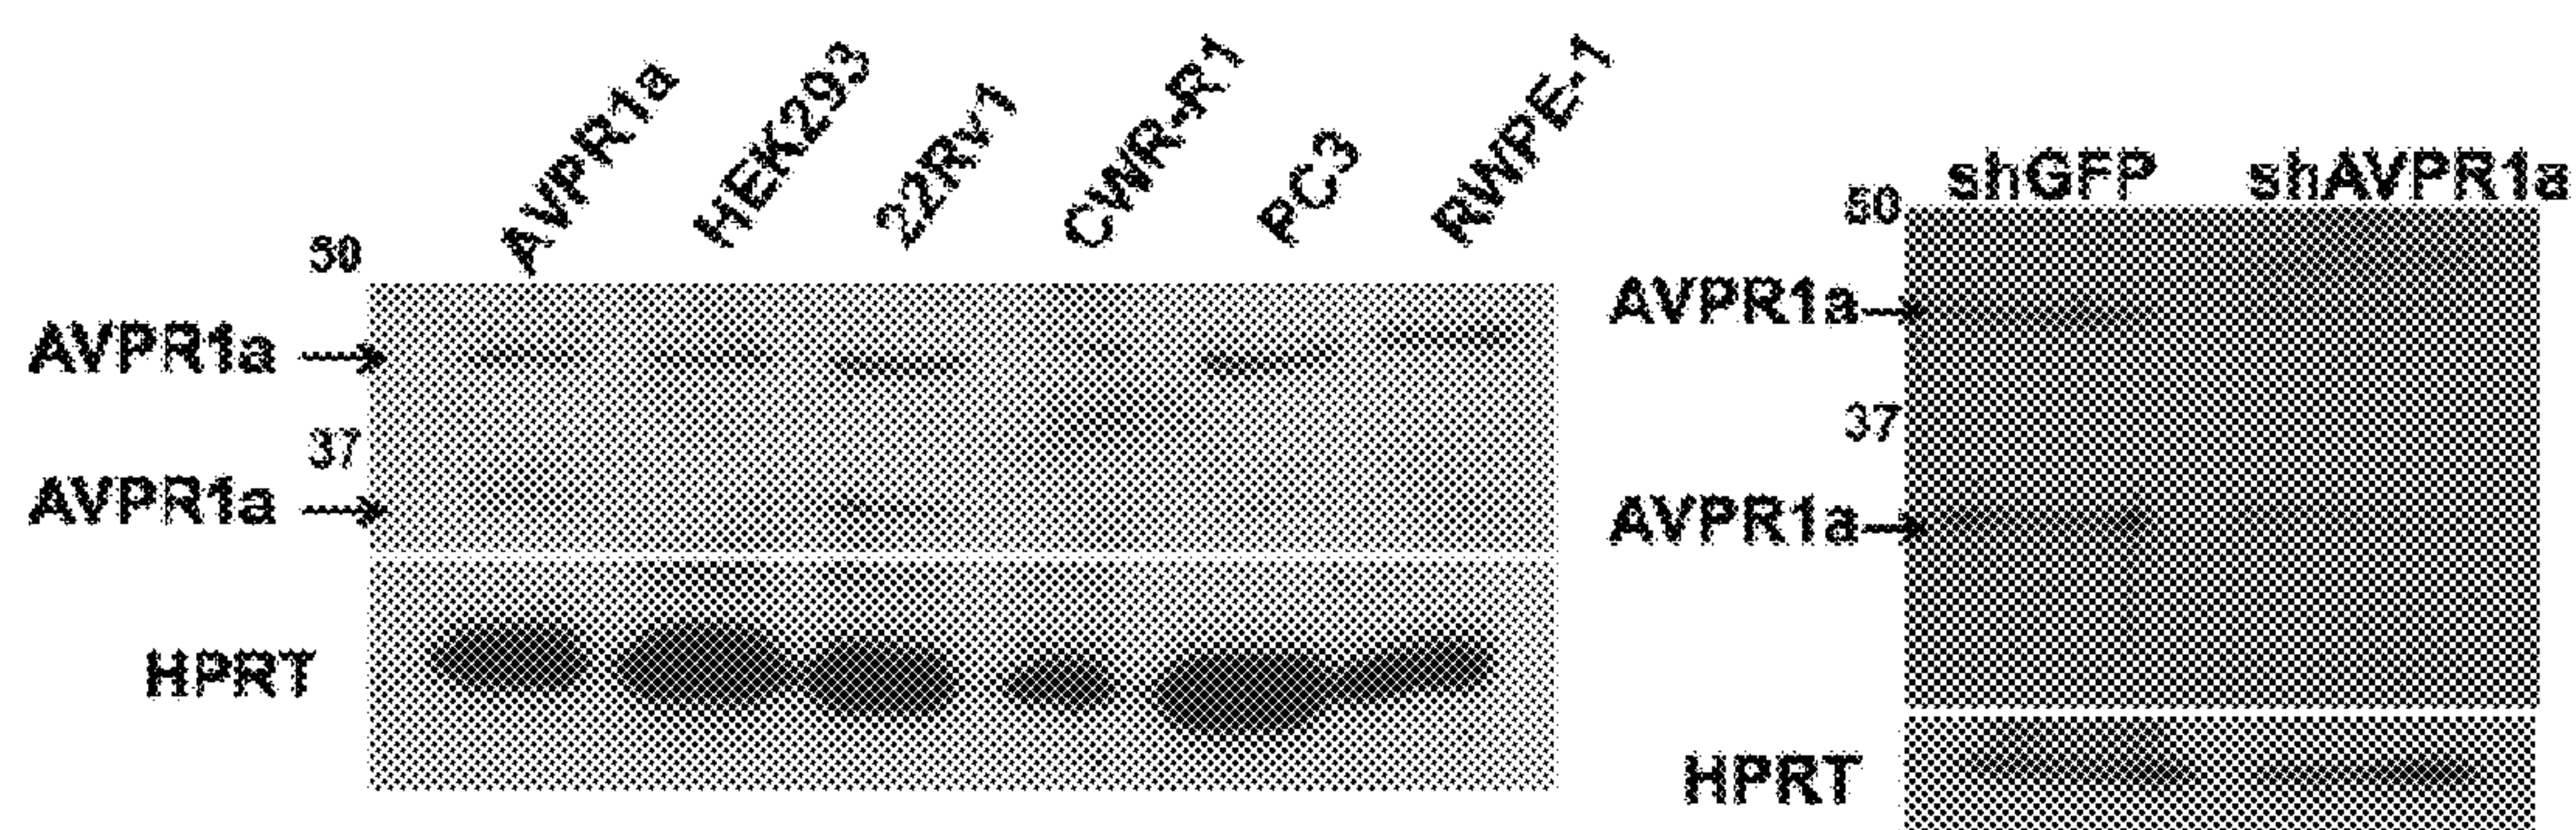 AVPR1a HEK293 22Rv1 CWR-R1 PC3 RWPE-1
50
AVPR1a
37
AVPR1a
HPRT
shGFP shAVPR1a
50
AVPR1a
37
AVPR1a
HPRT